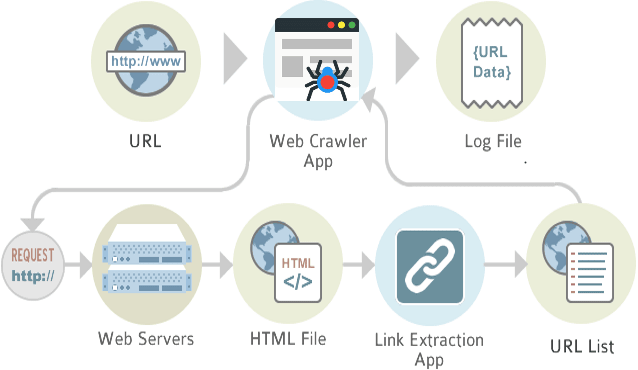 http://www
{URL
Data}
URL
Web Crawler
App
Log File
.
REQUEST
http://
HTML
</>
Web Servers
HTML File
Link Extraction
App
URL List